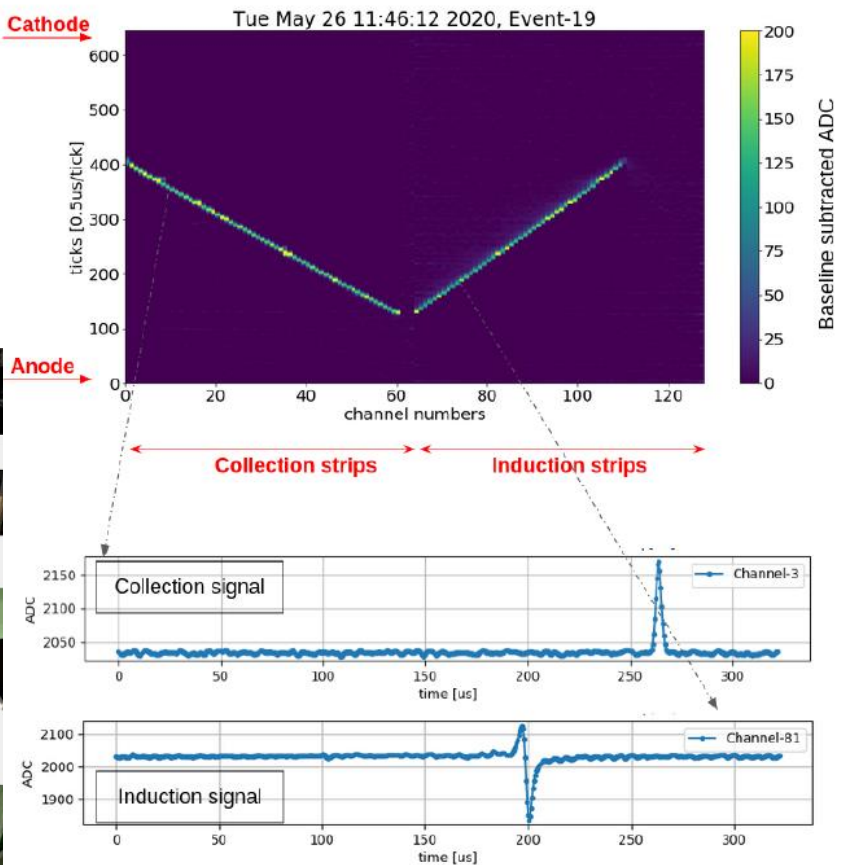 Tue May 26 11:46:12 2020, Event-19
Cathode
600
500
400
300
200
100
0
ticks [0.5us/tick]
Anode
0 20 40 60 80 100 120
channel numbers
200
175
150
125
100
75
50
25
0
Baseline subtracted ADC
Collection strips Induction strips
2150
2100
2050
ADC
Collection signal
Channel-3
0 50 100 150 200 250 300
time [us]
2100
2000
1900
ADC
Induction signal
Channel-81
0 50 100 150 200 250 300
time [us]